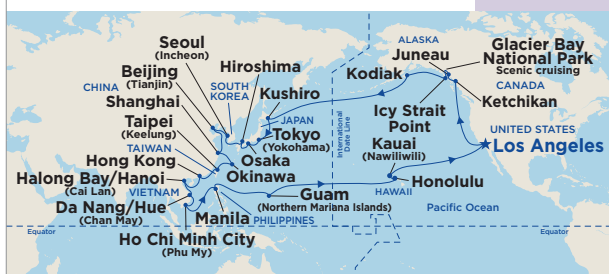 Seoul
(Incheon)
Beijing
(Tianjin)
CHINA
SOUTH
KOREA
Hiroshima
Shanghai
Kushiro
JAPAN
Taipei
(Keelung)
TAIWAN
Tokyo
(Yokohama)
Osaka
Okinawa
Hong Kong
Halong Bay/Hanoi
(Cai Lan)
VIETNAM
Da Nang/Hue
(Chan May)
Manila
PHILIPPINES
Ho Chi Minh City
(Phu My)
Guam
(Northern Mariana Islands)
International
Date Line
ALASKA
Juneau
Kodiak
Glacier Bay
National Park
Scenic cruising
CANADA
Ketchikan
Icy Strait
Point
UNITED STATES
Los Angeles
Kauai
(Nawiliwili)
Honolulu
HAWAII
Pacific Ocean
Equator
Equator